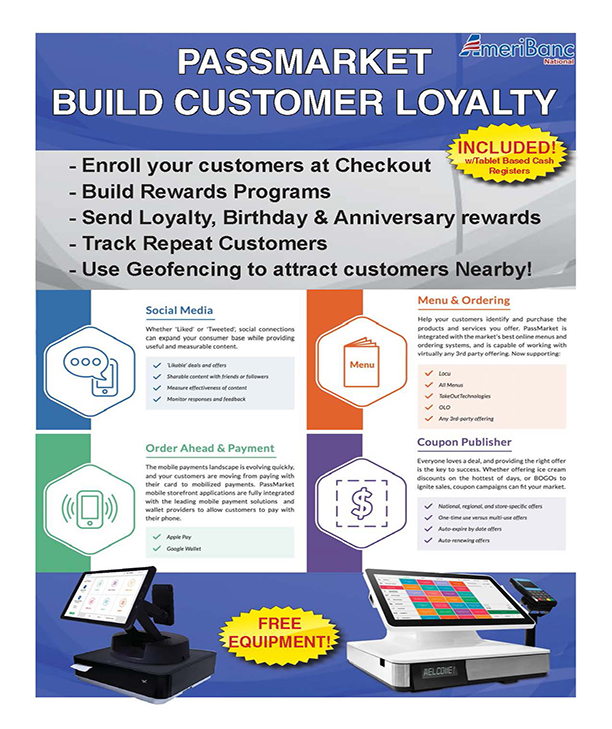 AmeriBanc
National
PASSMARKET
BUILD CUSTOMER LOYALTY
INCLUDED!
w/Tablet Based Cash
Registers
- Enroll your customers at Checkout
- Build Rewards Programs
- Send Loyalty, Birthday & Anniversary rewards
- Track Repeat Customers
- Use Geofencing to attract customers Nearby!
Social Media
Whether 'Liked' or 'Tweeted', social connections
can expand your consumer base while providing
useful and measurable content.
'Likable' deals and offers
Sharable content with friends or followers
Measure effectiveness of content
Monitor responses and feedback
Menu & Ordering
Help your customers identify and purchase the
products and services you offer. PassMarket is
integrated with the market's best online menus and
ordering systems, and is capable of working with
virtually any 3rd party offering. Now supporting:
Menu
Locu
All Menus
TakeOutTechnologies
OLO
Any 3rd-party offering
Order Ahead & Payment
The mobile payments landscape is evolving quickly,
and your customers are moving from paying with
their card to mobilized payments. PassMarket
mobile storefront applications are fully integrated
with the leading mobile payment solutions and
wallet providers to allow customers to pay with
their phone.
Apple Pay
Google Wallet
Coupon Publisher
Everyone loves a deal, and providing the right offer
is the key to success. Whether offering ice cream
discounts on the hottest of days, or BOGOs to
ignite sales, coupon campaigns can fit your market.
National, regional, and store-specific offers
One-time use versus multi-use offers
Auto-expire by date offers
Auto-renewing offers
FREE
EQUIPMENT!
WELCOME!